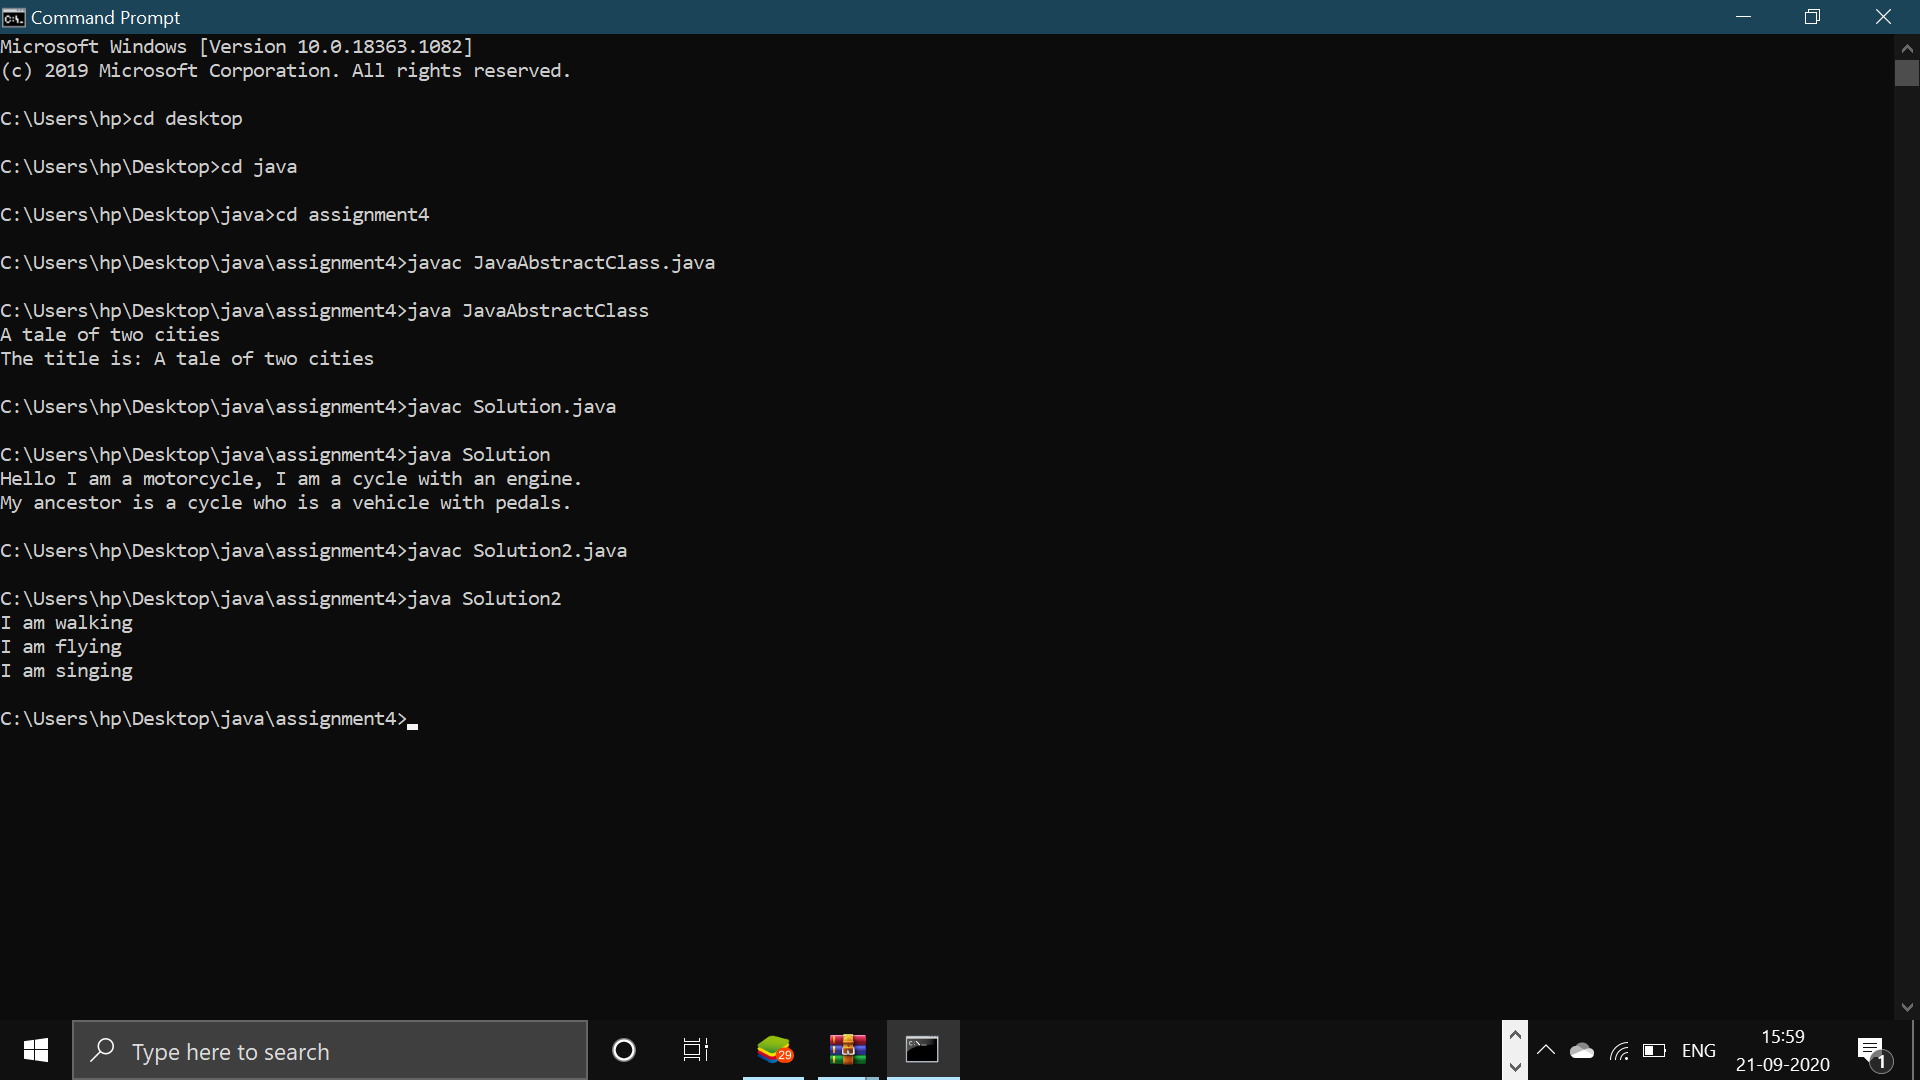 Command Prompt
Microsoft Windows [Version 10.0.18363.1082]
(c) 2019 Microsoft Corporation. All rights reserved.
C:\Users\hp>cd desktop
C:\Users\hp\Desktop>cd java
C:\Users\hp\Desktop\java>cd assignment4
C:\Users\hp\Desktop\java\assignment4>javac JavaAbstractClass.java
C:\Users\hp\Desktop\java\assignment4>java JavaAbstractClass
A tale of two cities
The title is: A tale of two cities
C:\Users\hp\Desktop\java\assignment4>javac Solution.java
C:\Users\hp\Desktop\java\assignment4>java Solution
Hello I am a motorcycle, I am a cycle with an engine.
My ancestor is a cycle who is a vehicle with pedals.
C:\Users\hp\Desktop\java\assignment4>javac Solution2.java
C:\Users\hp\Desktop\java\assignment4>java Solution2
I am walking
I am flying
I am singing
C:\Users\hp\Desktop\java\assignment4>
Type here to search
29
ENG
15:59
21-09-2020
1